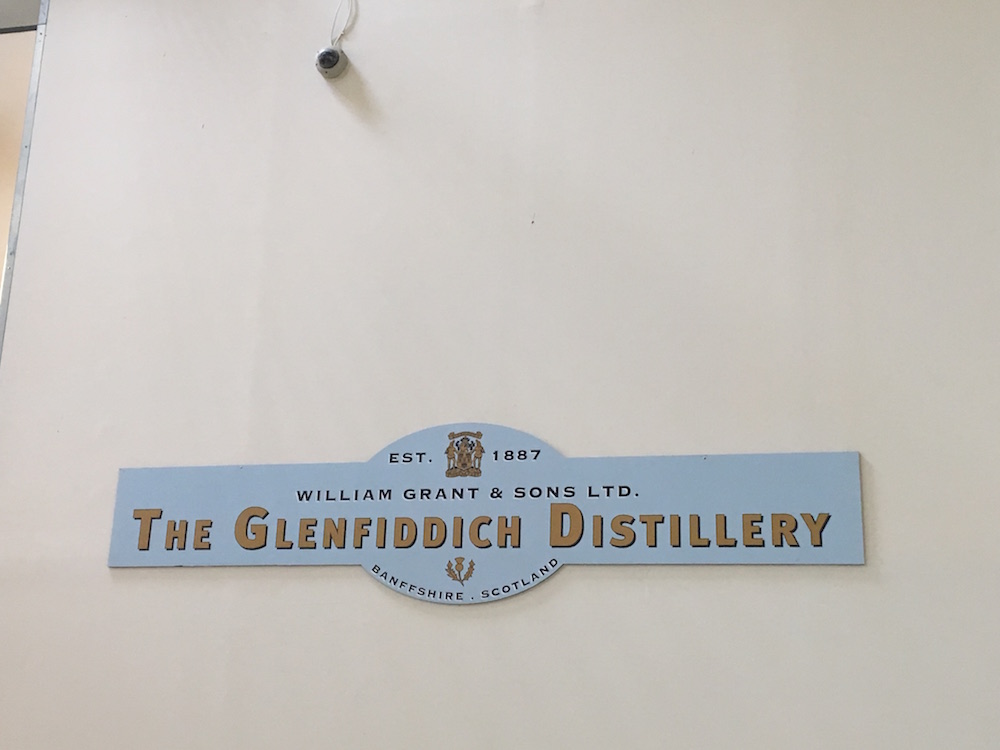 EST. 1887
WILLIAM GRANT & SONS LTD.
THE GLENFIDDICH DISTILLERY
BANFFSHIRE . SCOTLAND